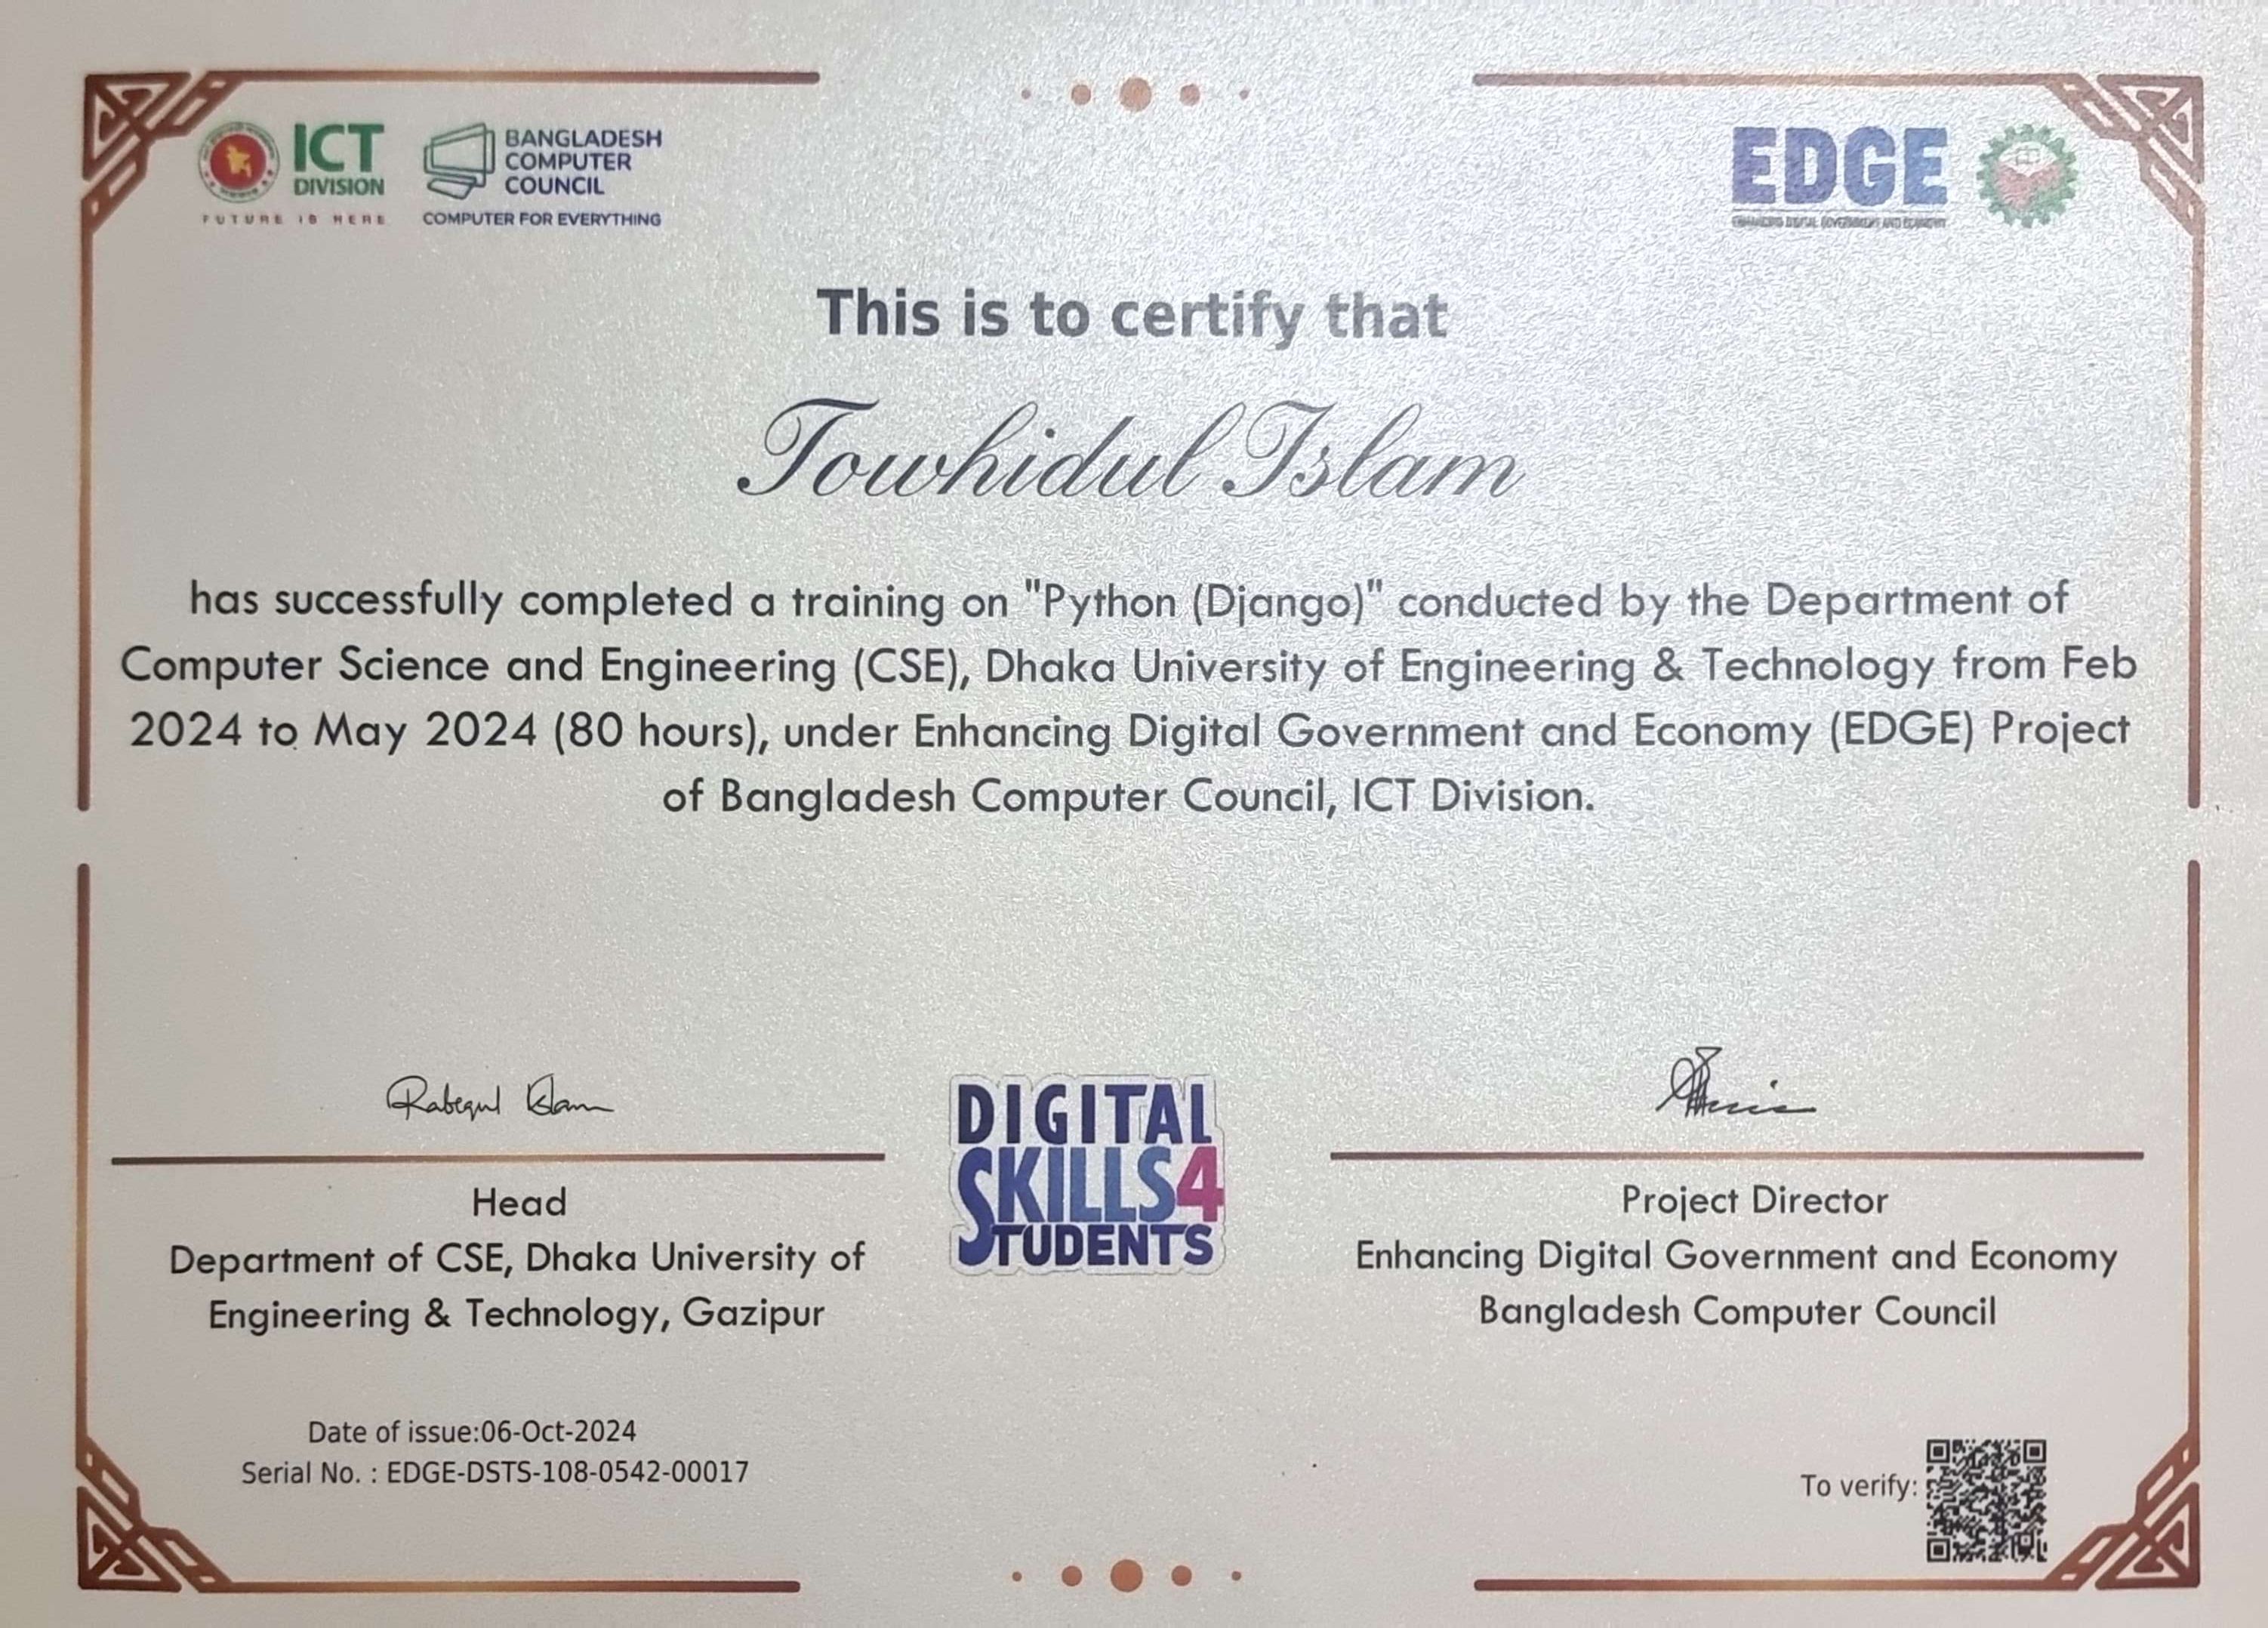 ICT
DIVISION
FUTURE IS HERE
BANGLADESH
COMPUTER
COUNCIL
COMPUTER FOR EVERYTHING
EDGE
ENHANCING DIGITAL GOVERNMENT AND ECONOMY
This is to certify that
Towhidul Islam
has successfully completed a training on "Python (Django)" conducted by the Department of
Computer Science and Engineering (CSE), Dhaka University of Engineering & Technology from Feb
2024 to May 2024 (80 hours), under Enhancing Digital Government and Economy (EDGE) Project
of Bangladesh Computer Council, ICT Division.
Head
Department of CSE, Dhaka University of
Engineering & Technology, Gazipur
DIGITAL
SKILLS4
STUDENTS
Project Director
Enhancing Digital Government and Economy
Bangladesh Computer Council
Date of issue:06-Oct-2024
Serial No. : EDGE-DSTS-108-0542-00017
To verify: